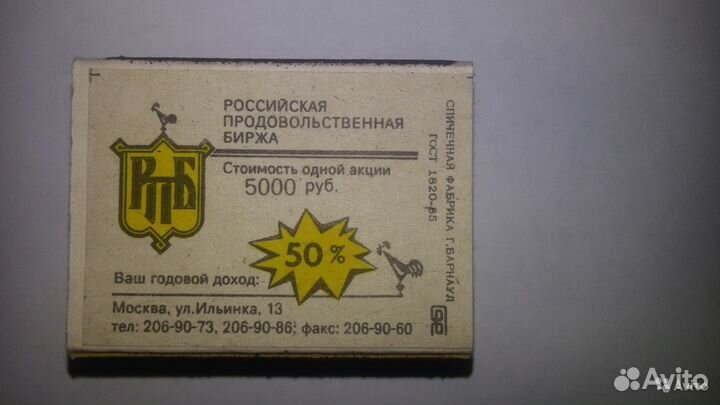 РОССИЙСКАЯ
ПРОДОВОЛЬСТВЕННАЯ
БИРЖА
РПБ
Стоимость одной акции
5000 руб.
50%
Ваш годовой доход:
Москва, ул.Ильинка, 13
тел: 206-90-73, 206-90-86, факс: 206-90-60
СПИЧЕЧНАЯ ФАБРИКА Г.БАРНАУЛ
ГОСТ 1820-85
Avito